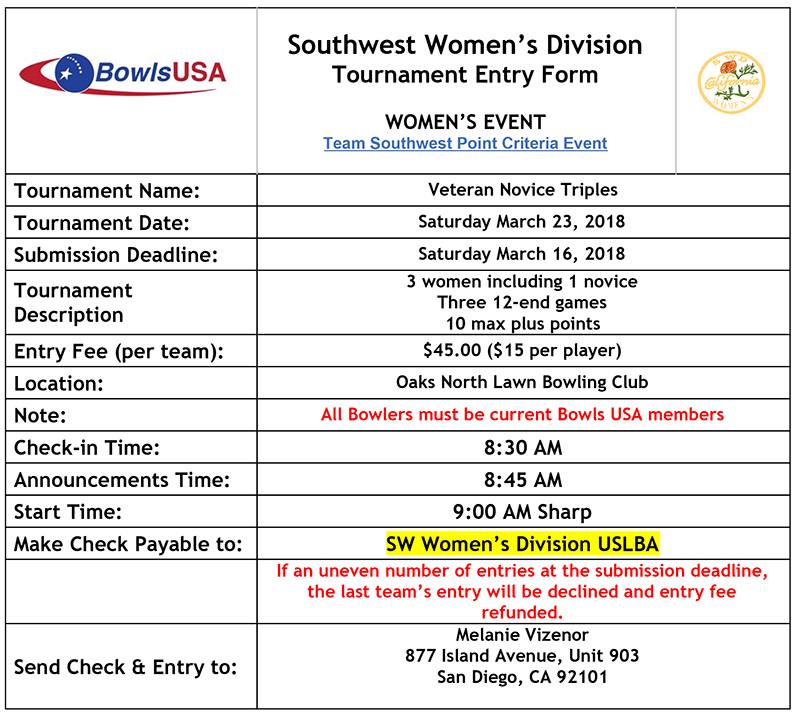 BowlsUSA
Southwest Women's Division
Tournament Entry Form
WOMEN'S EVENT
Team Southwest Point Criteria Event
SWD
California
WOMEN
Tournament Name:
Veteran Novice Triples
Tournament Date:
Saturday March 23, 2018
Submission Deadline:
Saturday March 16, 2018
Tournament
Description
3 women including 1 novice
Three 12-end games
10 max plus points
Entry Fee (per team):
$45.00 ($15 per player)
Location:
Oaks North Lawn Bowling Club
Note:
All Bowlers must be current Bowls USA members
Check-in Time:
8:30 AM
Announcements Time:
8:45 AM
Start Time:
9:00 AM Sharp
Make Check Payable to:
SW Women's Division USLBA
If an uneven number of entries at the submission deadline,
the last team's entry will be declined and entry fee
refunded.
Send Check & Entry to:
Melanie Vizenor
877 Island Avenue, Unit 903
San Diego, CA 92101